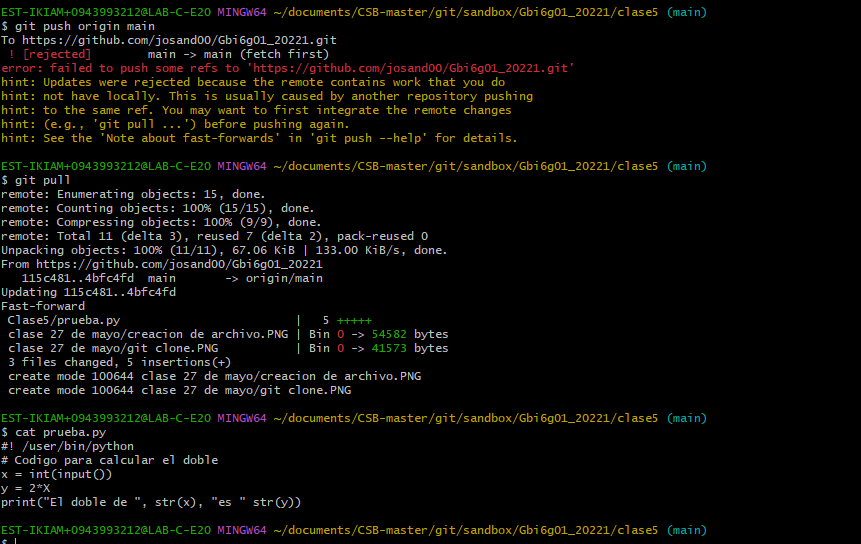 EST-IKIAM+0943993212@LAB-C-E20 MINGW64 ~/documents/CSB-master/git/sandbox/Gbi6g01_20221/clase5 (main)
$ git push origin main
To https://github.com/josand00/Gbi6g01_20221.git
 ! [rejected]        main -> main (fetch first)
error: failed to push some refs to 'https://github.com/josand00/Gbi6g01_20221.git'
hint: Updates were rejected because the remote contains work that you do
hint: not have locally. This is usually caused by another repository pushing
hint: to the same ref. You may want to first integrate the remote changes
hint: (e.g., 'git pull ...') before pushing again.
hint: See the 'Note about fast-forwards' in 'git push --help' for details.
EST-IKIAM+0943993212@LAB-C-E20 MINGW64 ~/documents/CSB-master/git/sandbox/Gbi6g01_20221/clase5 (main)
$ git pull
remote: Enumerating objects: 15, done.
remote: Counting objects: 100% (15/15), done.
remote: Compressing objects: 100% (9/9), done.
remote: Total 11 (delta 3), reused 7 (delta 2), pack-reused 0
Unpacking objects: 100% (11/11), 67.06 KiB | 133.00 KiB/s, done.
From https://github.com/josand00/Gbi6g01_20221
   115c481..4bfc4fd  main       -> origin/main
Updating 115c481..4bfc4fd
Fast-forward
 Clase5/prueba.py                         |   5 +++++
 clase 27 de mayo/creacion de archivo.PNG | Bin 0 -> 54582 bytes
 clase 27 de mayo/git clone.PNG           | Bin 0 -> 41573 bytes
 3 files changed, 5 insertions(+)
 create mode 100644 clase 27 de mayo/creacion de archivo.PNG
 create mode 100644 clase 27 de mayo/git clone.PNG
EST-IKIAM+0943993212@LAB-C-E20 MINGW64 ~/documents/CSB-master/git/sandbox/Gbi6g01_20221/clase5 (main)
$ cat prueba.py
#! /user/bin/python
# Codigo para calcular el doble
x = int(input())
y = 2*X
print("El doble de ", str(x), "es " str(y))
EST-IKIAM+0943993212@LAB-C-E20 MINGW64 ~/documents/CSB-master/git/sandbox/Gbi6g01_20221/clase5 (main)
$